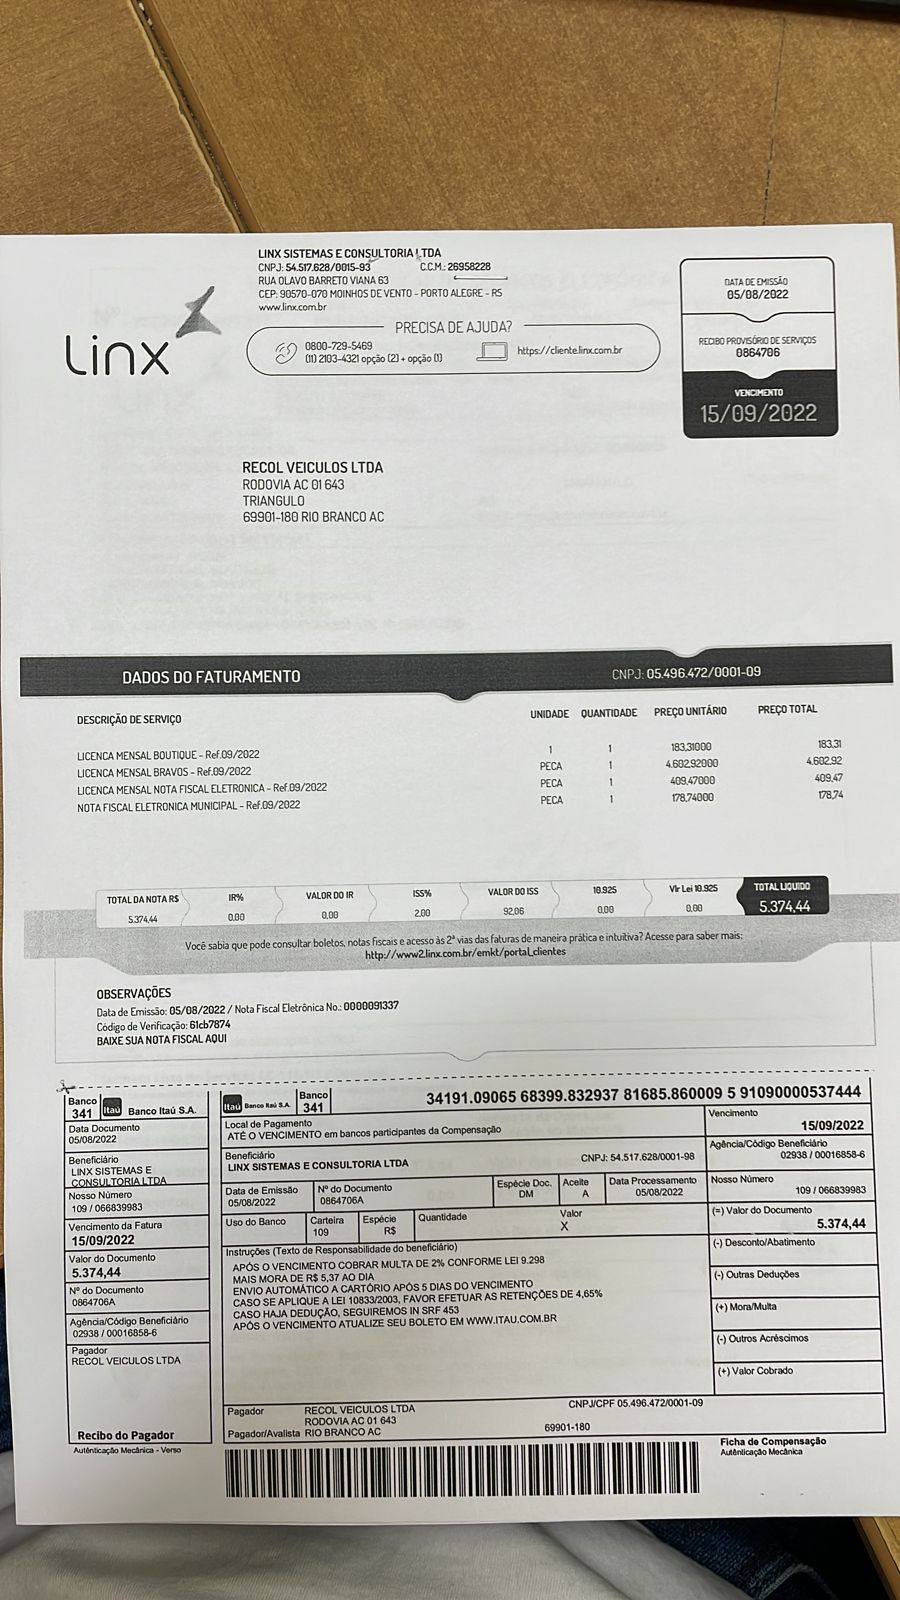 Linx
LINX SISTEMAS E CONSULTORIA LTDA
CNPJ: 54.517.628/0015-93 C.C.M.: 26958228
RUA OLAVO BARRETO VIANA 63
CEP: 90570-070 MOINHOS DE VENTO - PORTO ALEGRE - RS
www.linx.com.br
PRECISA DE AJUDA?
0800-729-5469
(11) 2103-4321 opção (2) + opção (1)
https://cliente.linx.com.br
DATA DE EMISSÃO
05/08/2022
RECIBO PROVISÓRIO DE SERVIÇOS
0864706
VENCIMENTO
15/09/2022
RECOL VEICULOS LTDA
RODOVIA AC 01 643
TRIANGULO
69901-180 RIO BRANCO AC
DADOS DO FATURAMENTO CNPJ: 05.496.472/0001-09
DESCRIÇÃO DE SERVIÇO UNIDADE QUANTIDADE PREÇO UNITÁRIO PREÇO TOTAL
LICENCA MENSAL BOUTIQUE - Ref.09/2022 1 1 183,31000 183,31
LICENCA MENSAL BRAVOS - Ref.09/2022 PECA 1 4.602,92000 4.602,92
LICENCA MENSAL NOTA FISCAL ELETRONICA - Ref.09/2022 PECA 1 409,47000 409,47
NOTA FISCAL ELETRONICA MUNICIPAL - Ref.09/2022 PECA 1 178,74000 178,74
TOTAL DA NOTA R$ IR% VALOR DO IR ISS% VALOR DO ISS 10.925 Vlr Lei 10.925 TOTAL LIQUIDO
5.374,44 0,00 0,00 2,00 92,06 0,00 0,00 5.374,44
Você sabia que pode consultar boletos, notas fiscais e acesso às 2ª vias das faturas de maneira prática e intuitiva? Acesse para saber mais:
http://www2.linx.com.br/emkt/portal_clientes
OBSERVAÇÕES
Data de Emissão: 05/08/2022 / Nota Fiscal Eletrônica No.: 0000091337
Código de Verificação: 61cb7874
BAIXE SUA NOTA FISCAL AQUI
Banco
341 Itaú Banco Itaú S.A.
Data Documento
05/08/2022
Beneficiário
LINX SISTEMAS E
CONSULTORIA LTDA
Nosso Número
109 / 066839983
Vencimento da Fatura
15/09/2022
Valor do Documento
5.374,44
Nº do Documento
0864706A
Agência/Código Beneficiário
02938 / 00016858-6
Pagador
RECOL VEICULOS LTDA
Recibo do Pagador
Autênticação Mecânica - Verso
Itaú Banco Itaú S.A. Banco
341 34191.09065 68399.832937 81685.860009 5 91090000537444
Local de Pagamento
ATÉ O VENCIMENTO em bancos participantes da Compensação
Vencimento
15/09/2022
Beneficiário
LINX SISTEMAS E CONSULTORIA LTDA CNPJ: 54.517.628/0001-98
Agência/Código Beneficiário
02938 / 00016858-6
Data de Emissão Nº do Documento Espécie Doc. Aceite Data Processamento
05/08/2022 0864706A DM A 05/08/2022
Nosso Número
109 / 066839983
Uso do Banco Carteira Espécie Quantidade Valor
109 R$ X
(=) Valor do Documento
5.374,44
Instruções (Texto de Responsabilidade do beneficiário)
APÓS O VENCIMENTO COBRAR MULTA DE 2% CONFORME LEI 9.298
MAIS MORA DE R$ 5,37 AO DIA
ENVIO AUTOMÁTICO A CARTÓRIO APÓS 5 DIAS DO VENCIMENTO
CASO SE APLIQUE A LEI 10833/2003, FAVOR EFETUAR AS RETENÇÕES DE 4,65%
CASO HAJA DEDUÇÃO, SEGUIREMOS IN SRF 453
APÓS O VENCIMENTO ATUALIZE SEU BOLETO EM WWW.ITAU.COM.BR
(-) Desconto/Abatimento
(-) Outras Deduções
(+) Mora/Multa
(-) Outros Acréscimos
(+) Valor Cobrado
Pagador RECOL VEICULOS LTDA CNPJ/CPF 05.496.472/0001-09
RODOVIA AC 01 643
Pagador/Avalista RIO BRANCO AC 69901-180
Ficha de Compensação
Autênticação Mecânica